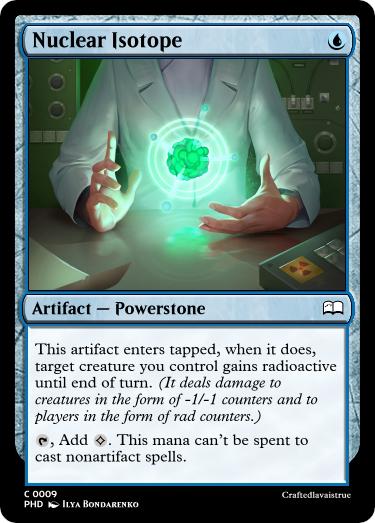 Nuclear Isotope
Artifact — Powerstone
This artifact enters tapped, when it does,
target creature you control gains radioactive
until end of turn. (It deals damage to
creatures in the form of -1/-1 counters and to
players in the form of rad counters.)
, Add . This mana can't be spent to
cast nonartifact spells.
C 0009
PHD Ilya Bondarenko
Craftedlavaistrue